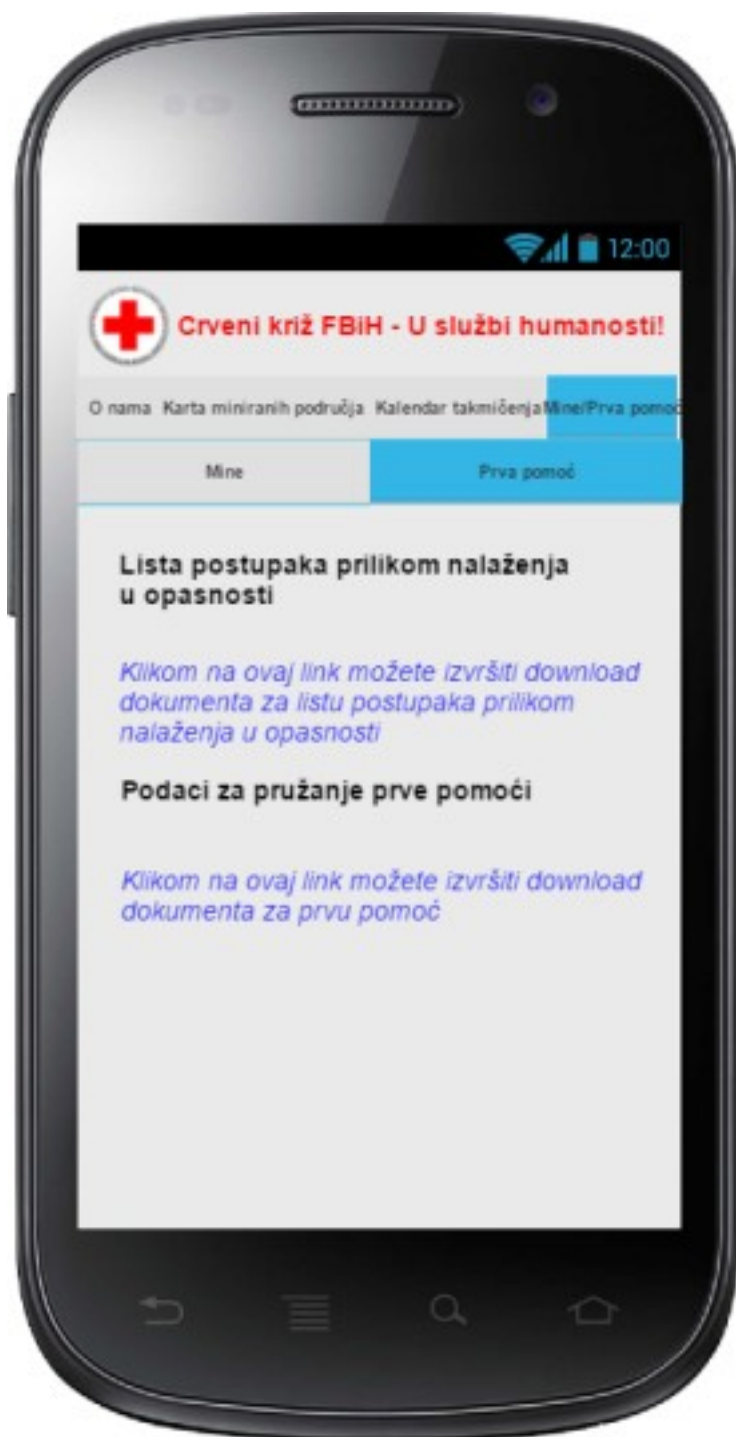 12:00
Crveni križ FBiH - U službi humanosti!
O nama Karta miniranih područja Kalendar takmičenja Mine/Prva pomoć
Mine Prva pomoć
Lista postupaka prilikom nalaženja
u opasnosti
Klikom na ovaj link možete izvršiti download
dokumenta za listu postupaka prilikom
nalaženja u opasnosti
Podaci za pružanje prve pomoći
Klikom na ovaj link možete izvršiti download
dokumenta za prvu pomoć